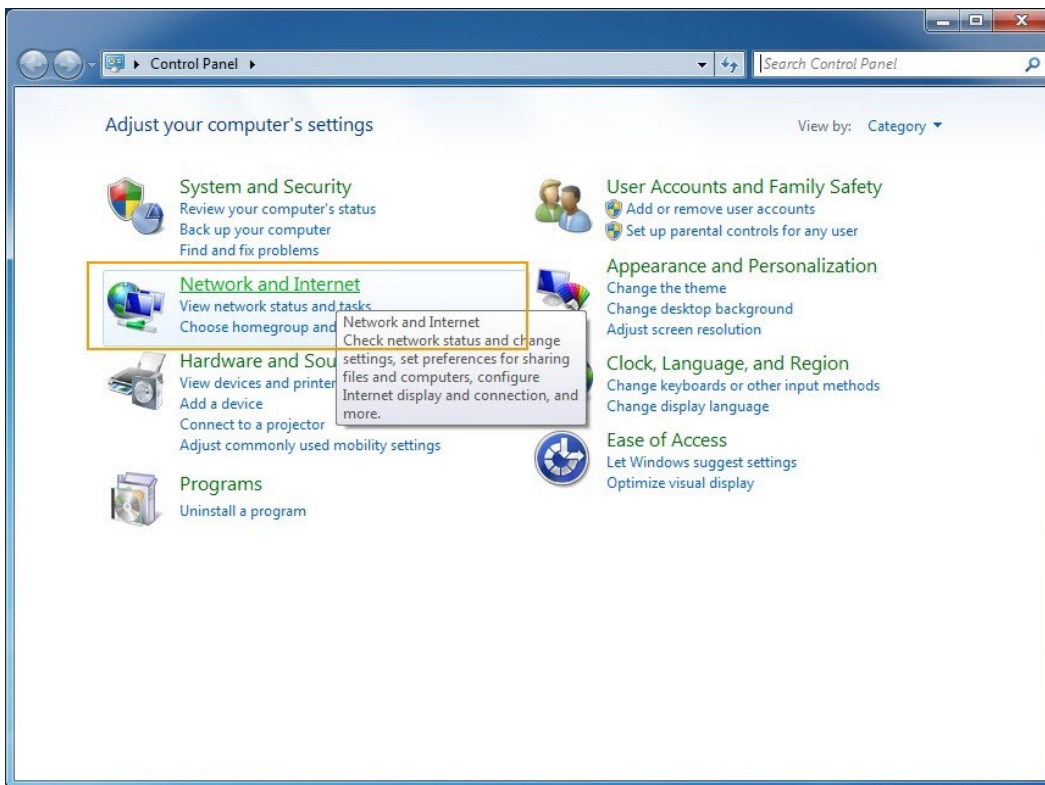 Control Panel
Search Control Panel
Adjust your computer's settings
View by: Category
System and Security
Review your computer's status
Back up your computer
Find and fix problems
Network and Internet
View network status and tasks
Choose homegroup and
Network and Internet
Check network status and change
settings, set preferences for sharing
files and computers, configure
Internet display and connection, and
more.
Hardware and Sou
View devices and printer
Add a device
Connect to a projector
Adjust commonly used mobility settings
Programs
Uninstall a program
User Accounts and Family Safety
Add or remove user accounts
Set up parental controls for any user
Appearance and Personalization
Change the theme
Change desktop background
Adjust screen resolution
Clock, Language, and Region
Change keyboards or other input methods
Change display language
Ease of Access
Let Windows suggest settings
Optimize visual display